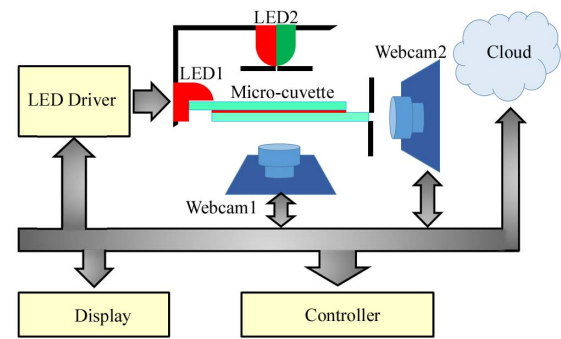 LED2
Webcam2
Cloud
LED1
LED Driver
Micro-cuvette
Webcam1
Display
Controller